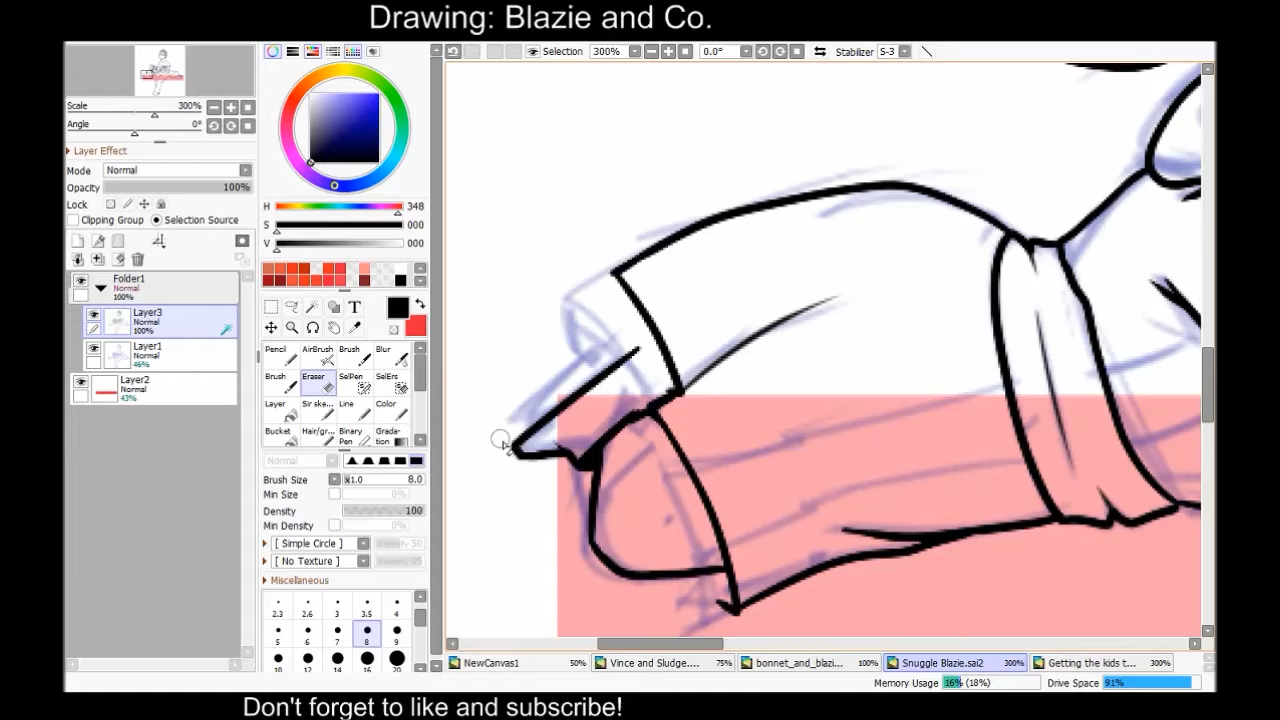 Drawing: Blazie and Co.
Selection 300% 0.0° Stabilizer S-3
Scale 300%
Angle 0°
Layer Effect
Mode Normal
Opacity 100%
Lock
Clipping Group Selection Source
Folder1
Normal
100%
Layer3
Normal
100%
Layer1
Normal
46%
Layer2
Normal
43%
H 348
S 000
V 000
T
Pencil AirBrush Brush Blur
Brush Eraser SelPen SelErs
Layer Sir ske... Line Color
Bucket Hair/gr... Binary Pen Grada-tion
Normal
Brush Size x1.0 8.0
Min Size 0%
Density 100
Min Density 0%
[ Simple Circle ]
[ No Texture ]
Miscellaneous
2.3 2.6 3 3.5 4
5 6 7 8 9
10 12 14 16 20
NewCanvas1 50% Vince and Sludge.... 75% bonnet_and_blazi... 100% Snuggle Blazie.sai2 300% Getting the kids t... 300%
Memory Usage 16% (18%) Drive Space 91%
Don't forget to like and subscribe!